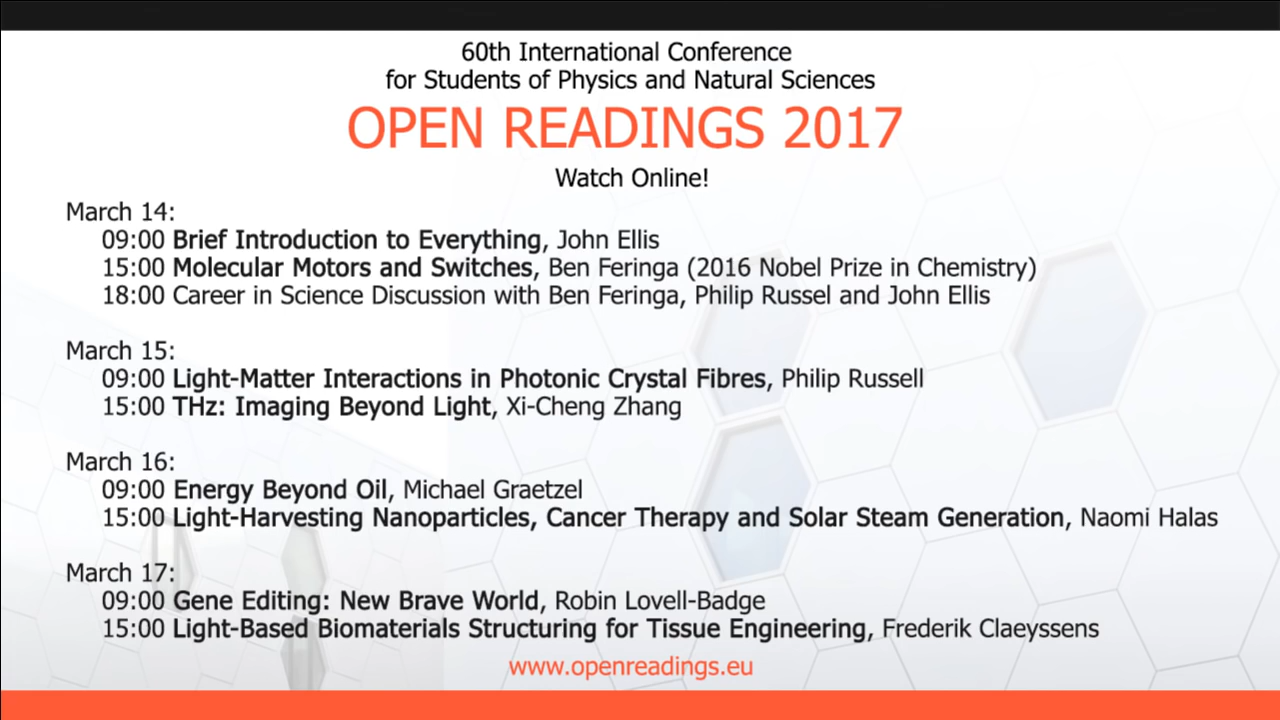 60th International Conference
for Students of Physics and Natural Sciences
OPEN READINGS 2017
Watch Online!
March 14:
09:00 Brief Introduction to Everything, John Ellis
15:00 Molecular Motors and Switches, Ben Feringa (2016 Nobel Prize in Chemistry)
18:00 Career in Science Discussion with Ben Feringa, Philip Russel and John Ellis
March 15:
09:00 Light-Matter Interactions in Photonic Crystal Fibres, Philip Russell
15:00 THz: Imaging Beyond Light, Xi-Cheng Zhang
March 16:
09:00 Energy Beyond Oil, Michael Graetzel
15:00 Light-Harvesting Nanoparticles, Cancer Therapy and Solar Steam Generation, Naomi Halas
March 17:
09:00 Gene Editing: New Brave World, Robin Lovell-Badge
15:00 Light-Based Biomaterials Structuring for Tissue Engineering, Frederik Claeyssens
www.openreadings.eu